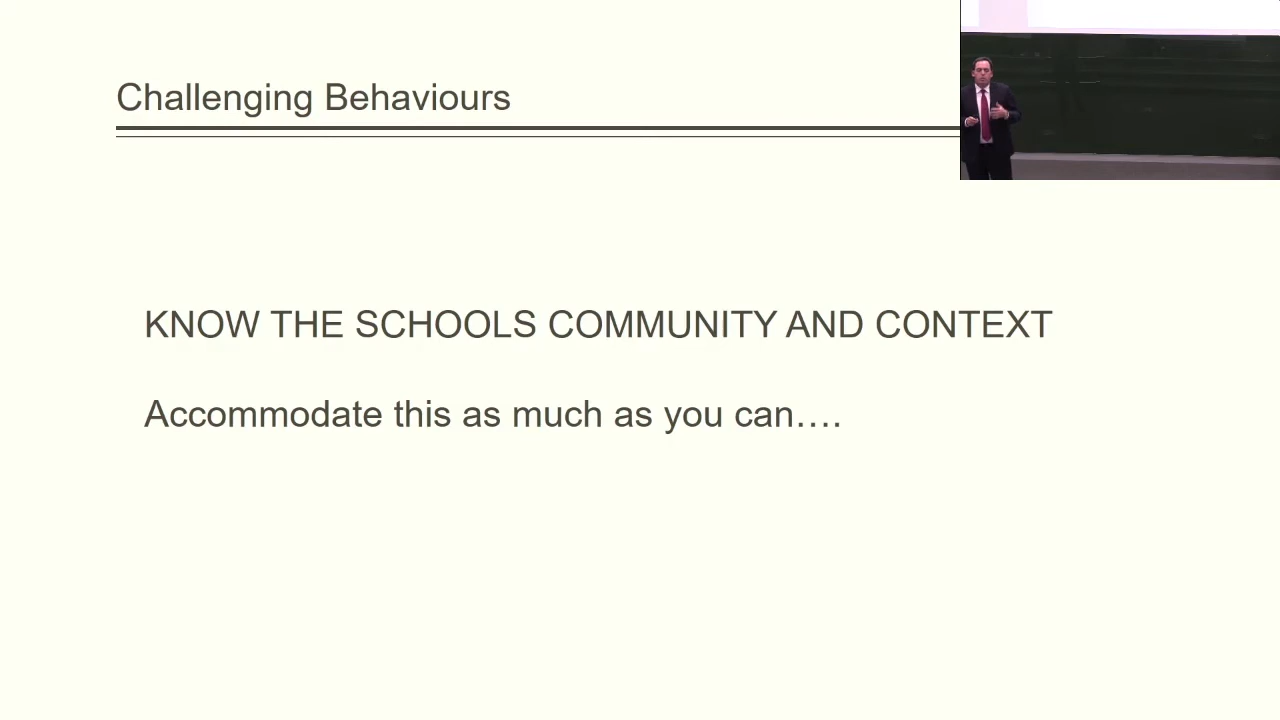 Challenging Behaviours
KNOW THE SCHOOLS COMMUNITY AND CONTEXT
Accommodate this as much as you can….